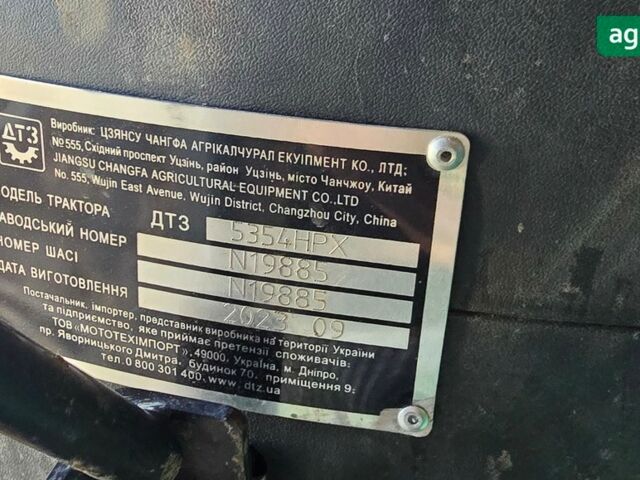 ag
ДТЗ
Виробник: ЦЗЯНСУ ЧАНГФА АГРІКАЛЧУРАЛ ЕКУІПМЕНТ КО., ЛТД;
№ 555, Східний проспект Уцзінь, район Уцзінь, місто Чанчжоу, Китай
JIANGSU CHANGFA AGRICULTURAL EQUIPMENT CO.,LTD
No. 555, Wujin East Avenue, Wujin District, Changzhou City, China
МОДЕЛЬ ТРАКТОРА ДТЗ 5354HPX
ЗАВОДСЬКИЙ НОМЕР N19885
НОМЕР ШАСІ N19885
ДАТА ВИГОТОВЛЕННЯ 2023 09
Постачальник, імпортер, представник виробника на території України
та підприємство, яке приймає претензії споживачів:
ТОВ "МОТОТЕХІМПОРТ", 49000, Україна, м. Дніпро,
пр. Яворницького Дмитра, будинок 70, приміщення 9;
тел. 0 800 301 400, www.dtz.ua